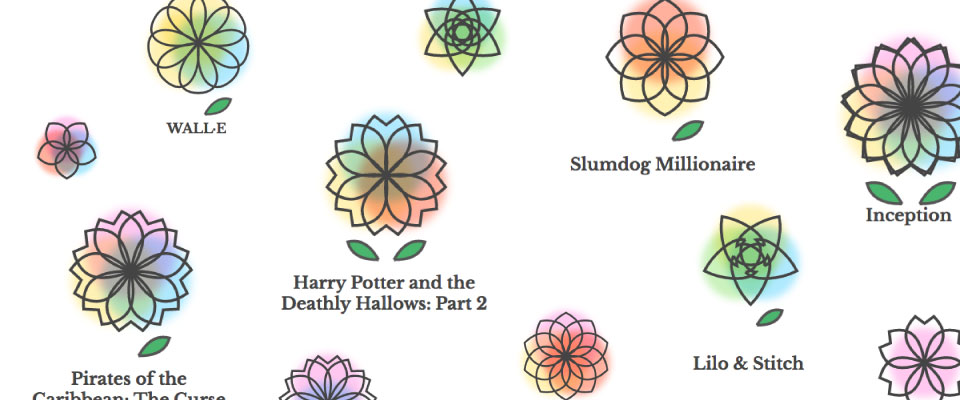 WALL·E
Slumdog Millionaire
Inception
Harry Potter and the
Deathly Hallows: Part 2
Lilo & Stitch
Pirates of the
Caribbean: The Curse